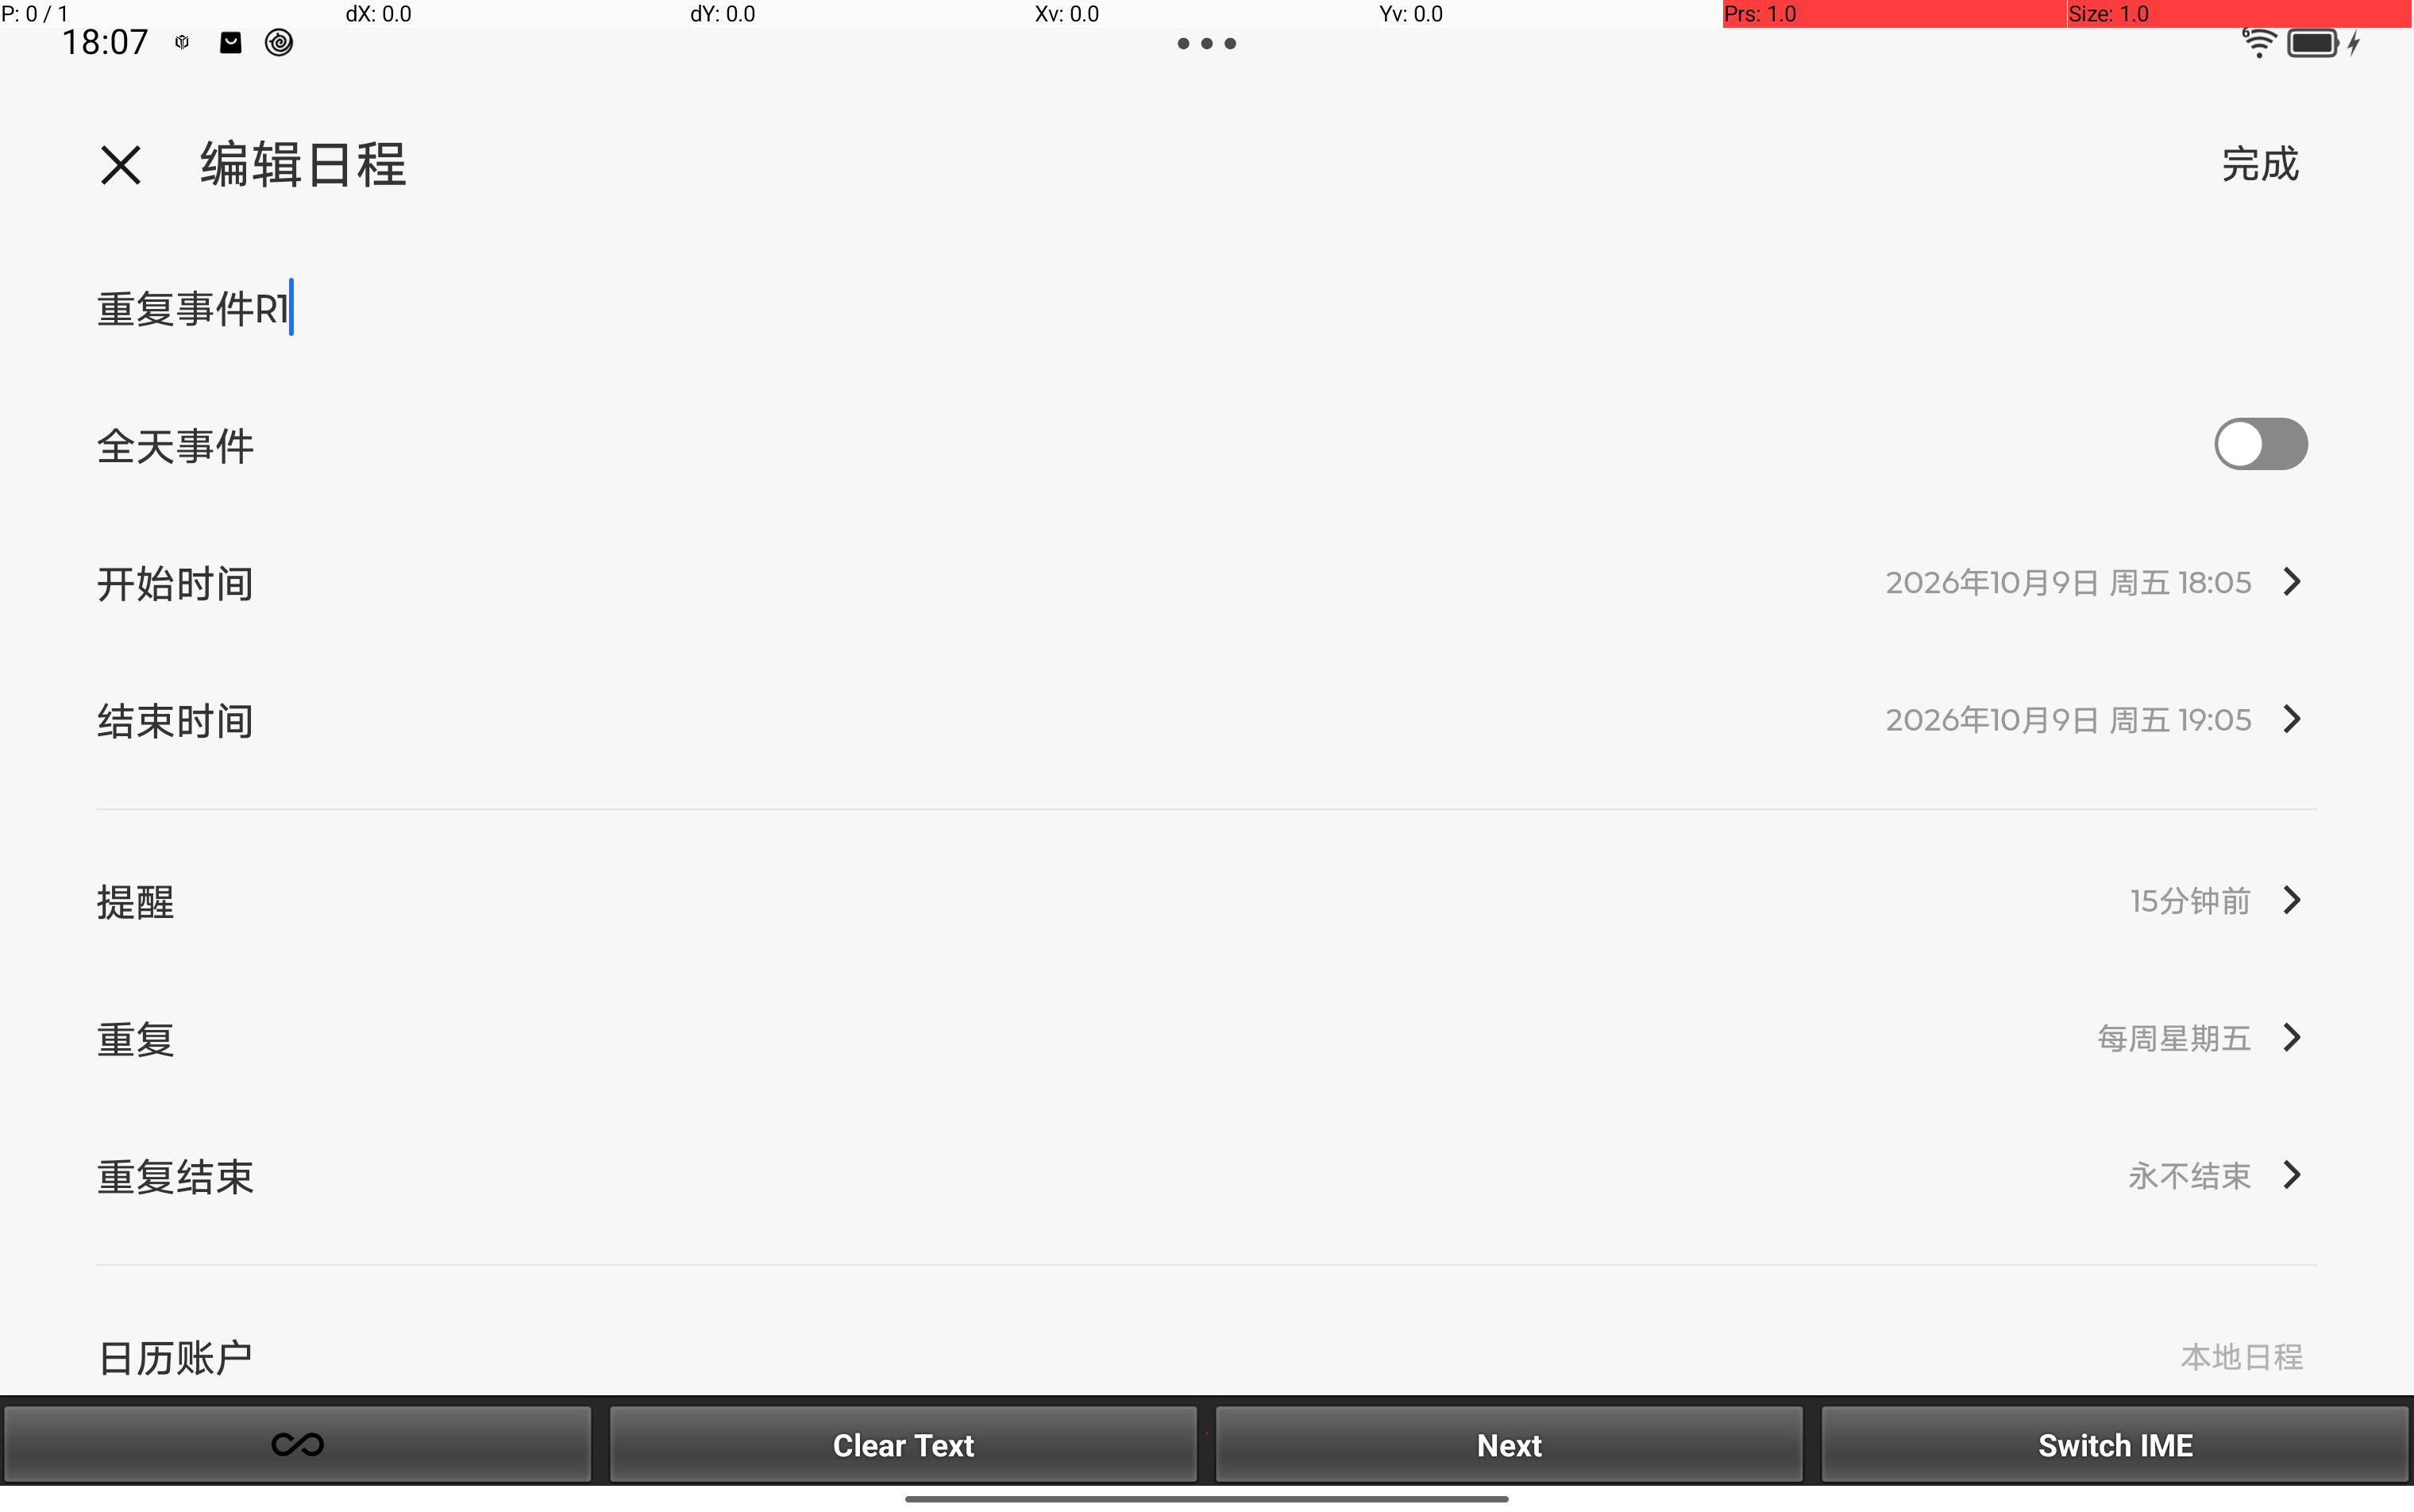 P: 0 / 1 dX: 0.0 dY: 0.0 Xv: 0.0 Yv: 0.0 Prs: 1.0 Size: 1.0
18:07 6
编辑日程 完成
重复事件R1
全天事件
开始时间 2026年10月9日 周五 18:05
结束时间 2026年10月9日 周五 19:05
提醒 15分钟前
重复 每周星期五
重复结束 永不结束
日历账户 本地日程
Clear Text Next Switch IME